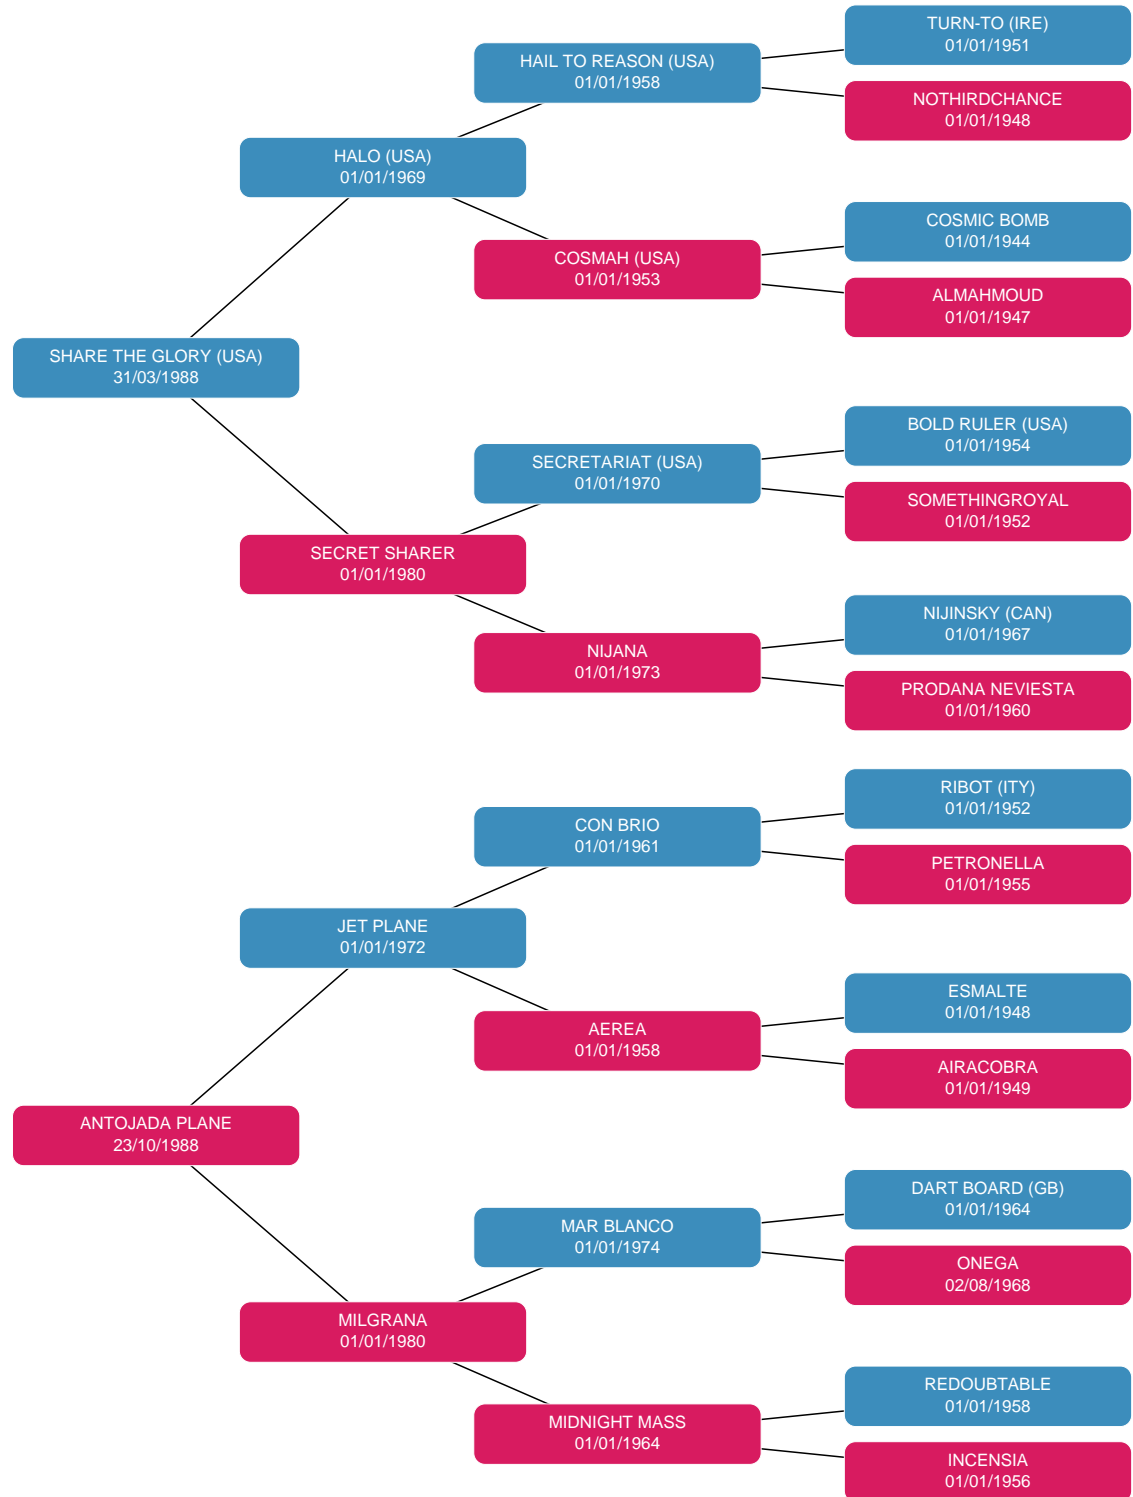 TURN-TO (IRE)
01/01/1951
HAIL TO REASON (USA)
01/01/1958
NOTHIRDCHANCE
01/01/1948
HALO (USA)
01/01/1969
COSMIC BOMB
01/01/1944
COSMAH (USA)
01/01/1953
ALMAHMOUD
01/01/1947
SHARE THE GLORY (USA)
31/03/1988
BOLD RULER (USA)
01/01/1954
SECRETARIAT (USA)
01/01/1970
SOMETHINGROYAL
01/01/1952
SECRET SHARER
01/01/1980
NIJINSKY (CAN)
01/01/1967
NIJANA
01/01/1973
PRODANA NEVIESTA
01/01/1960
RIBOT (ITY)
01/01/1952
CON BRIO
01/01/1961
PETRONELLA
01/01/1955
JET PLANE
01/01/1972
ESMALTE
01/01/1948
AEREA
01/01/1958
AIRACOBRA
01/01/1949
ANTOJADA PLANE
23/10/1988
DART BOARD (GB)
01/01/1964
MAR BLANCO
01/01/1974
ONEGA
02/08/1968
MILGRANA
01/01/1980
REDOUBTABLE
01/01/1958
MIDNIGHT MASS
01/01/1964
INCENSIA
01/01/1956